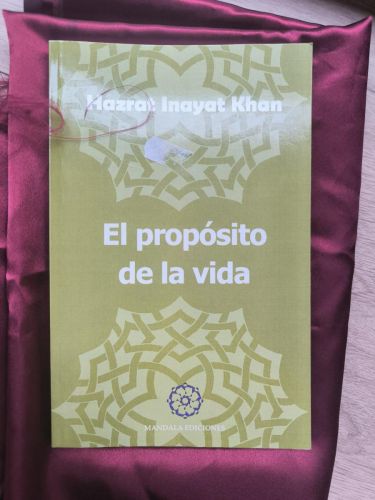 Hazrat Inayat Khan
El propósito
de la vida
MANDALA EDICIONES